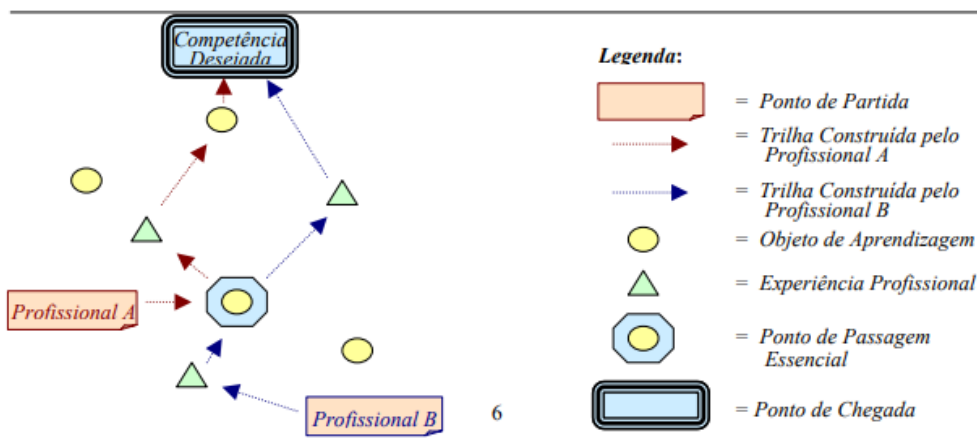 Competência
Desejada
Profissional A
Profissional B
6
Legenda:
= Ponto de Partida
= Trilha Construída pelo
Profissional A
= Trilha Construída pelo
Profissional B
= Objeto de Aprendizagem
= Experiência Profissional
= Ponto de Passagem
Essencial
= Ponto de Chegada